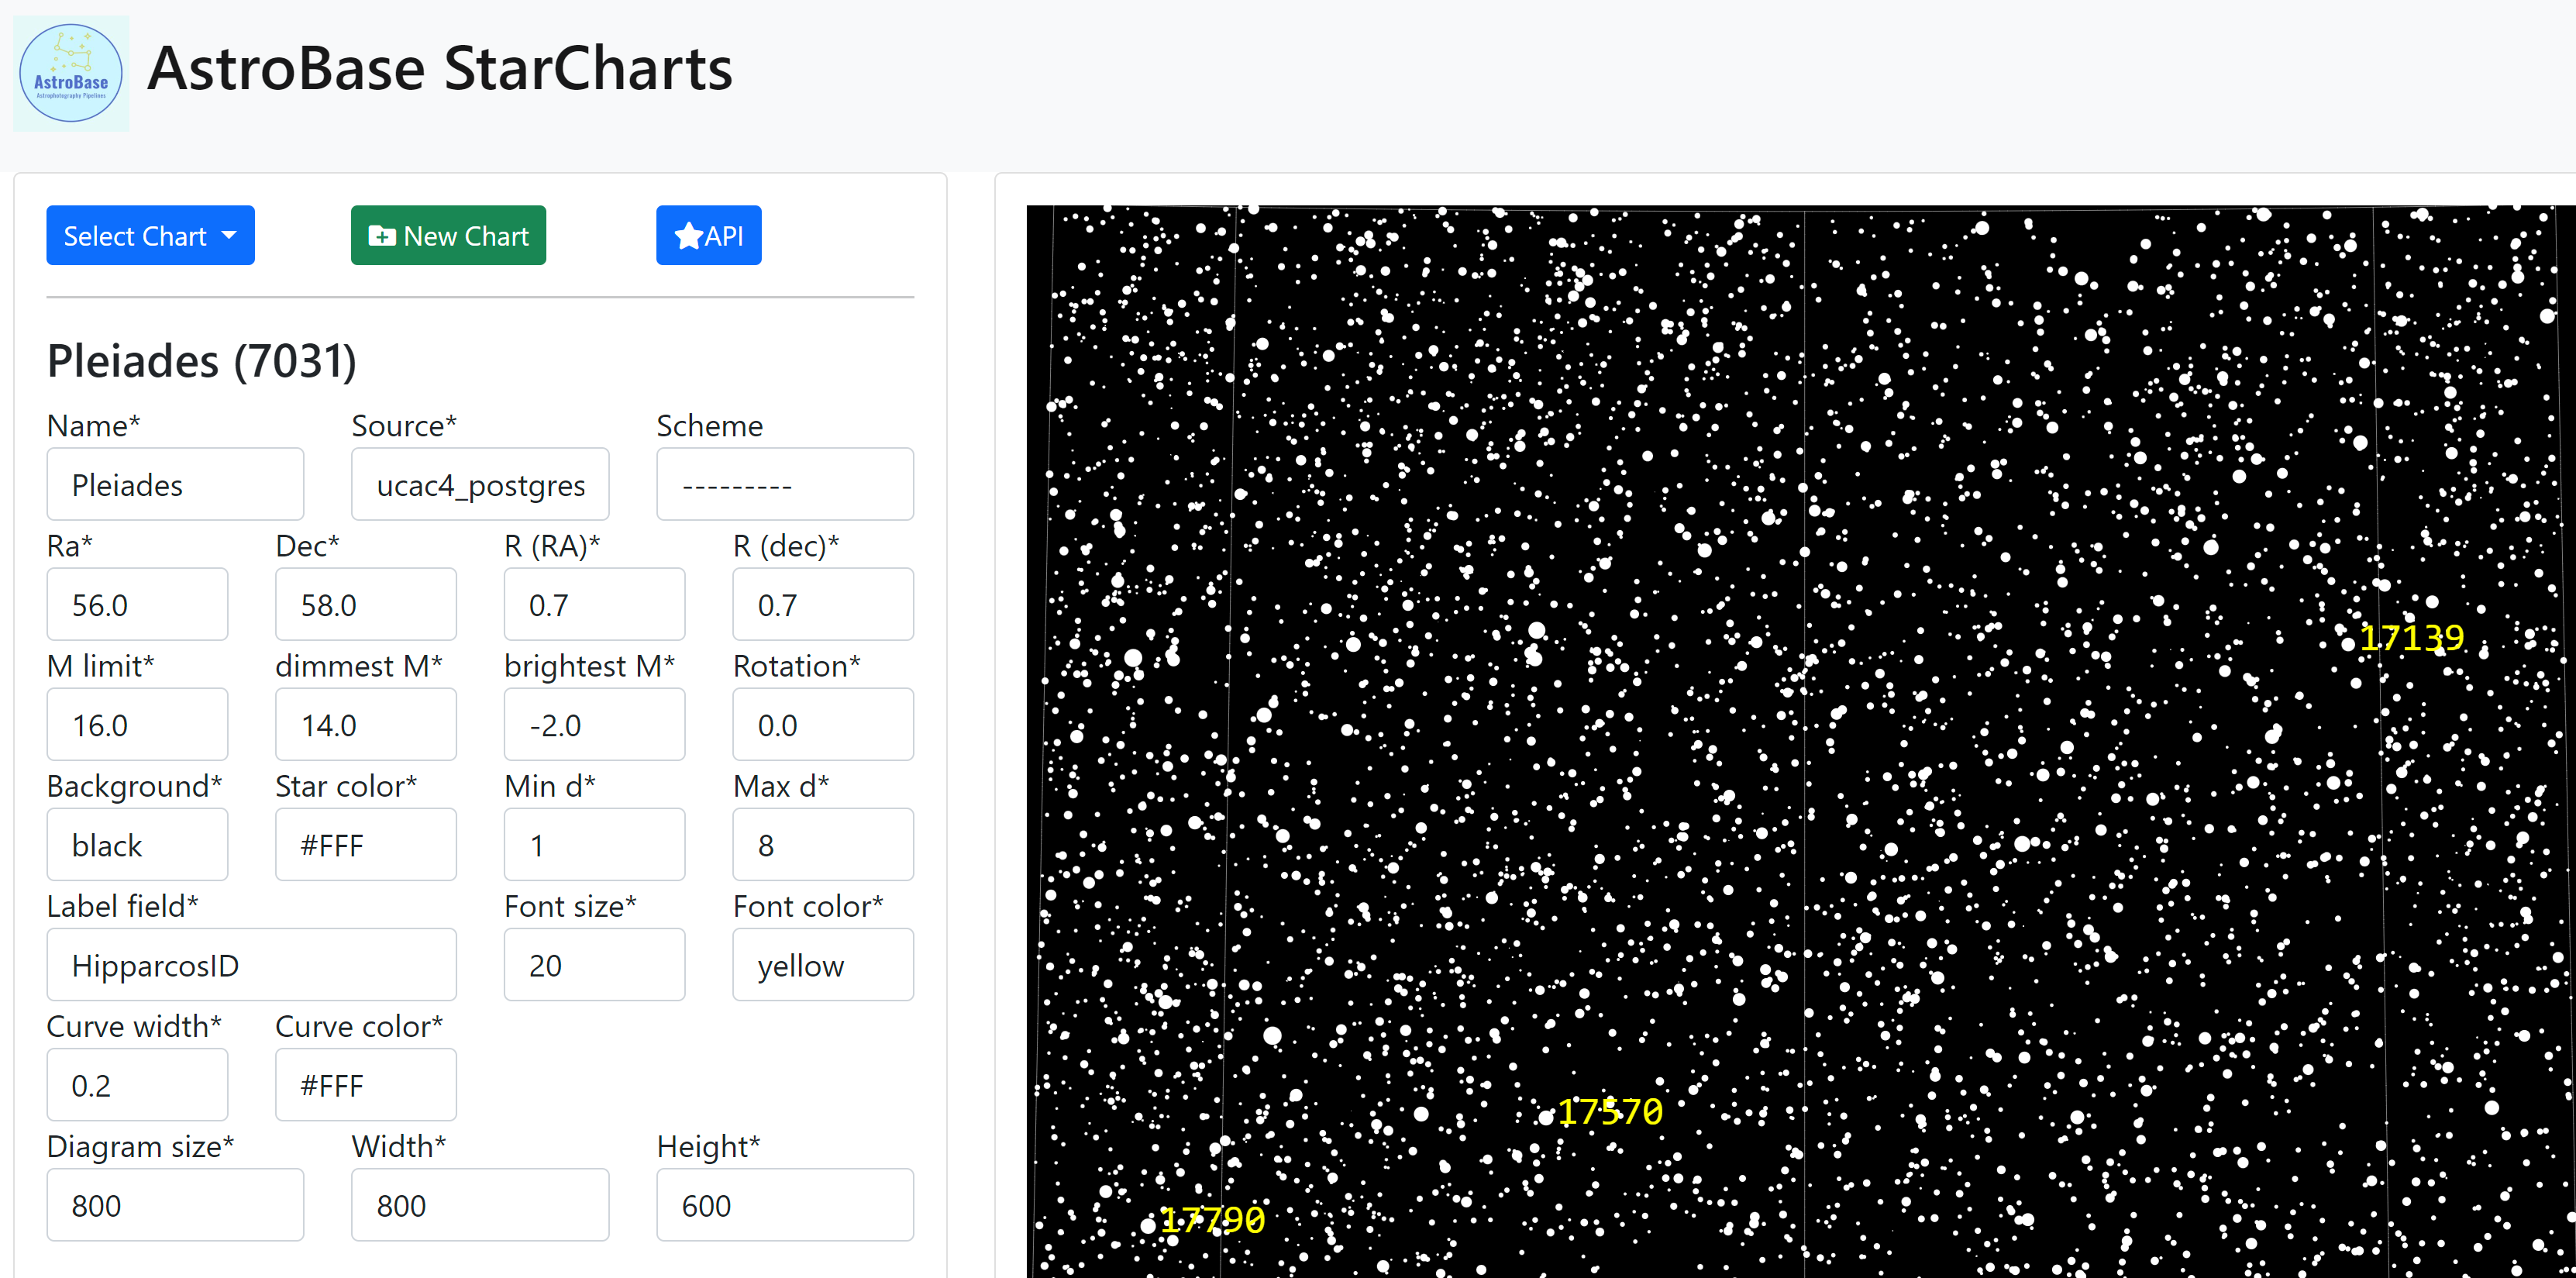 AstroBase
Astrophotography Pipelines
AstroBase StarCharts
Select Chart
New Chart
API
Pleiades (7031)
Name* Source* Scheme
Pleiades ucac4_postgres ---------
Ra* Dec* R (RA)* R (dec)*
56.0 58.0 0.7 0.7
M limit* dimmest M* brightest M* Rotation*
16.0 14.0 -2.0 0.0
Background* Star color* Min d* Max d*
black #FFF 1 8
Label field* Font size* Font color*
HipparcosID 20 yellow
Curve width* Curve color*
0.2 #FFF
Diagram size* Width* Height*
800 800 600
17139
17570
17790